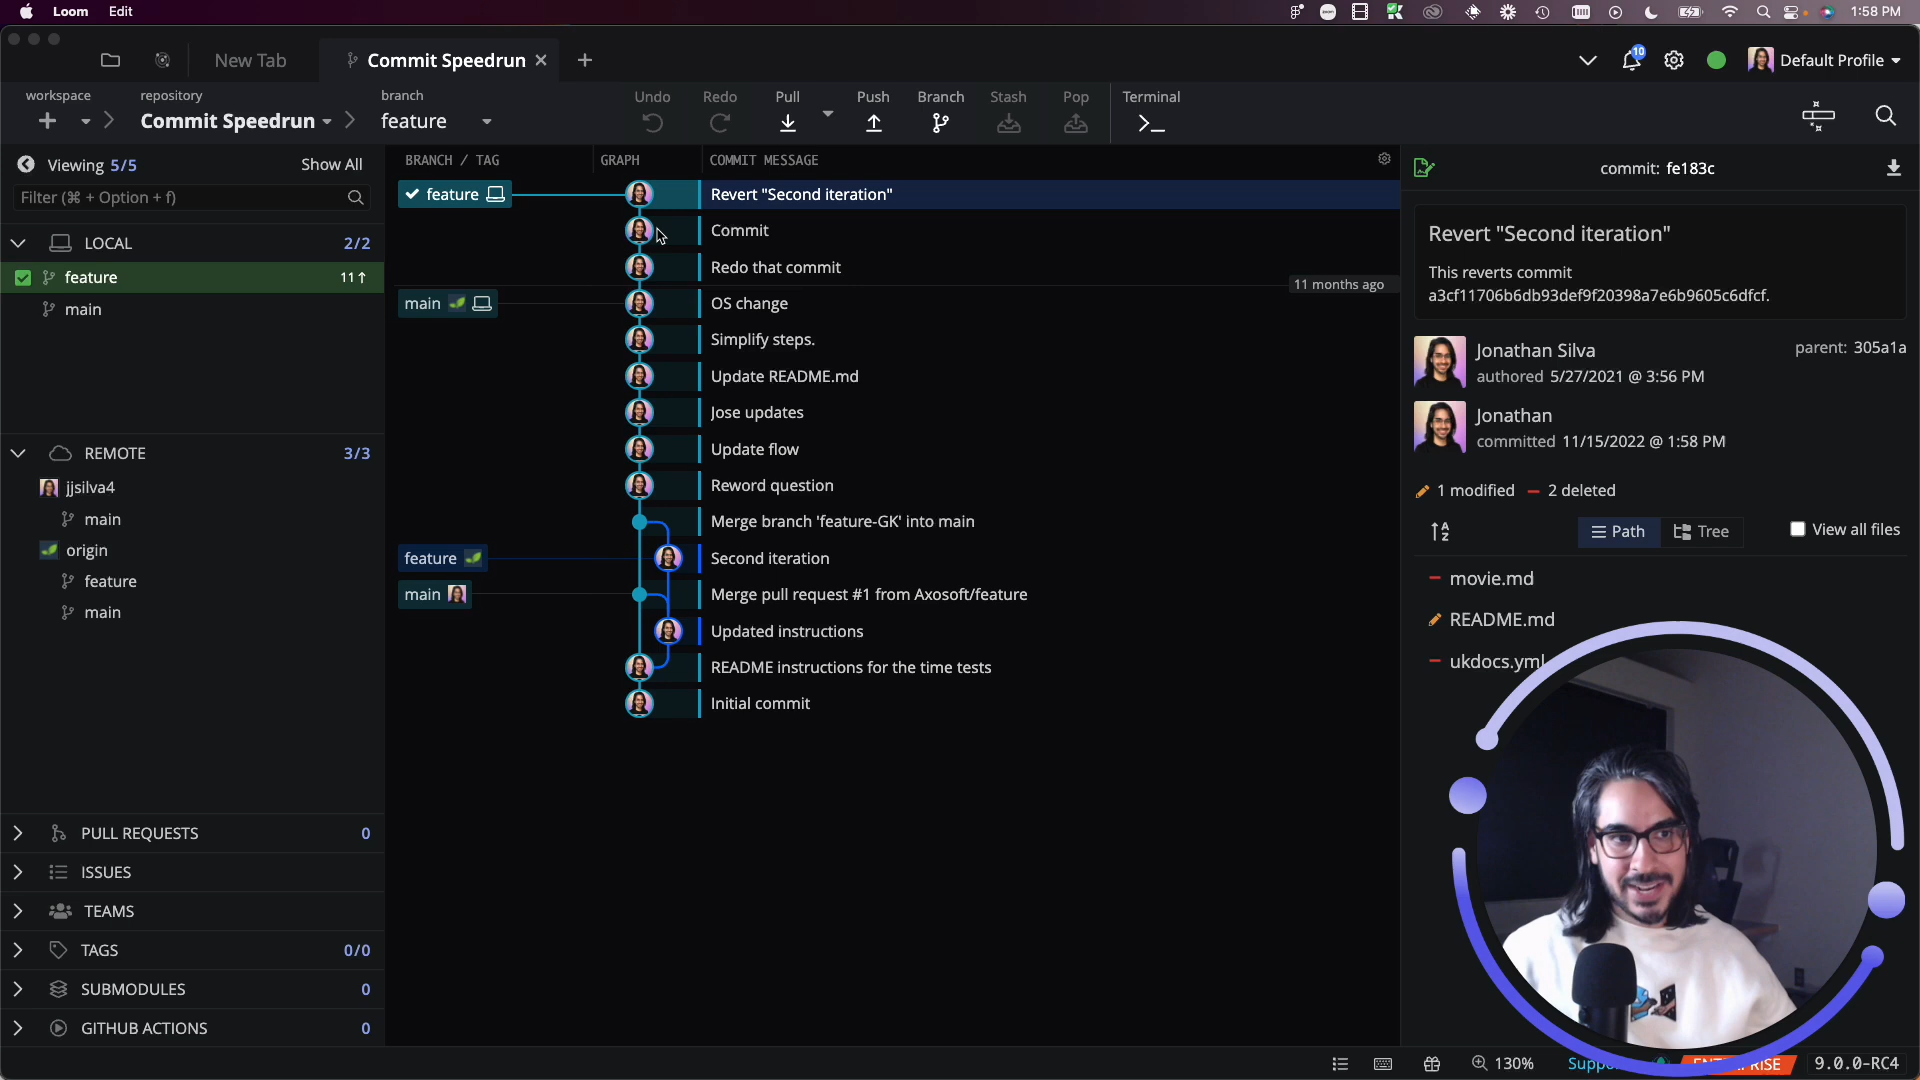 Loom Edit
1:58 PM
New Tab
Commit Speedrun
10
Default Profile
workspace
repository
branch
Commit Speedrun
feature
Undo
Redo
Pull
Push
Branch
Stash
Pop
Terminal
Viewing 5/5
Show All
Filter (⌘ + Option + f)
LOCAL 2/2
feature 11↑
main
REMOTE 3/3
jjsilva4
main
origin
feature
main
PULL REQUESTS 0
ISSUES
TEAMS
TAGS 0/0
SUBMODULES 0
GITHUB ACTIONS 0
BRANCH / TAG
GRAPH
COMMIT MESSAGE
feature
Revert "Second iteration"
Commit
Redo that commit
11 months ago
main
OS change
Simplify steps.
Update README.md
Jose updates
Update flow
Reword question
Merge branch 'feature-GK' into main
feature
Second iteration
main
Merge pull request #1 from Axosoft/feature
Updated instructions
README instructions for the time tests
Initial commit
commit: fe183c
Revert "Second iteration"
This reverts commit
a3cf11706b6db93def9f20398a7e6b9605c6dfcf.
Jonathan Silva
parent: 305a1a
authored 5/27/2021 @ 3:56 PM
Jonathan
committed 11/15/2022 @ 1:58 PM
1 modified
2 deleted
Path
Tree
View all files
movie.md
README.md
ukdocs.yml
130%
9.0.0-RC4